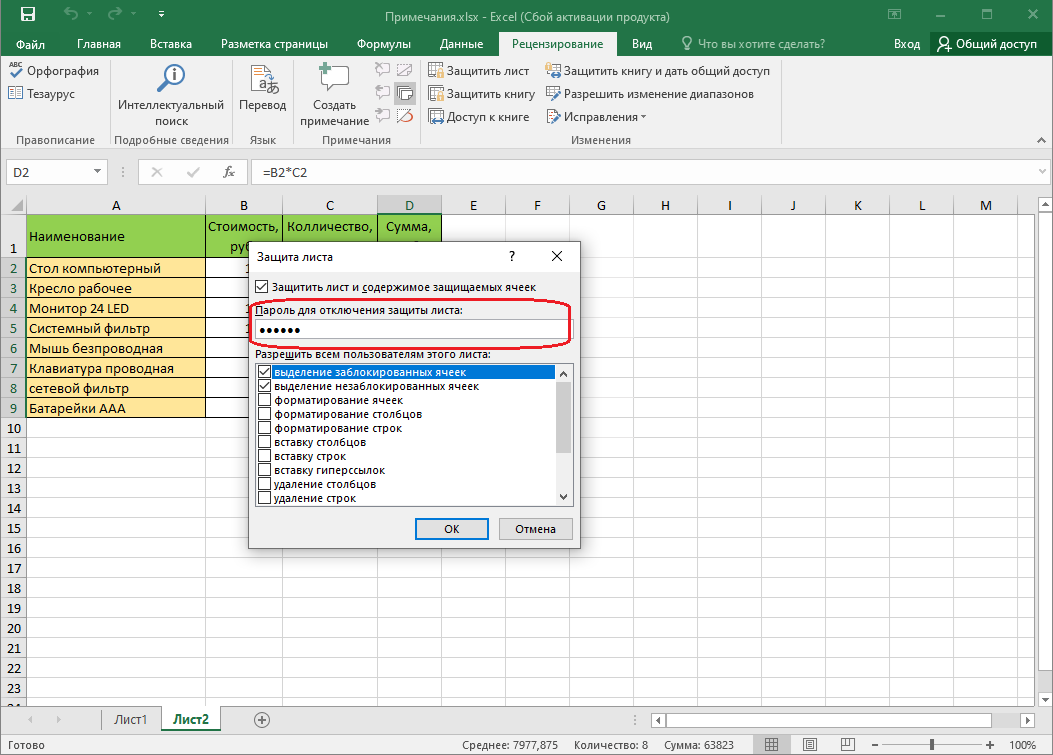 Примечания.xlsx - Excel (Сбой активации продукта)
Файл Главная Вставка Разметка страницы Формулы Данные Рецензирование Вид Что вы хотите сделать? Вход Общий доступ
ABC Орфография
Тезаурус
Правописание
Интеллектуальный
поиск
Подробные сведения
Перевод
Язык
Создать
примечание
Примечания
Защитить лист
Защитить книгу
Доступ к книге
Защитить книгу и дать общий доступ
Разрешить изменение диапазонов
Исправления
Изменения
D2 fx =B2*C2
A B C D E F G H I J K L M
1 Наименование Стоимость, Колличество, Сумма,
2 Стол компьютерный
3 Кресло рабочее
4 Монитор 24 LED
5 Системный фильтр
6 Мышь безпроводная
7 Клавиатура проводная
8 сетевой фильтр
9 Батарейки AAA
10
11
12
13
14
15
16
17
18
19
20
21
22
23
Защита листа ?
Защитить лист и содержимое защищаемых ячеек
Пароль для отключения защиты листа:
••••••
Разрешить всем пользователям этого листа:
выделение заблокированных ячеек
выделение незаблокированных ячеек
форматирование ячеек
форматирование столбцов
форматирование строк
вставку столбцов
вставку строк
вставку гиперссылок
удаление столбцов
удаление строк
ОК Отмена
Лист1 Лист2
Готово Среднее: 7977,875 Количество: 8 Сумма: 63823 100%